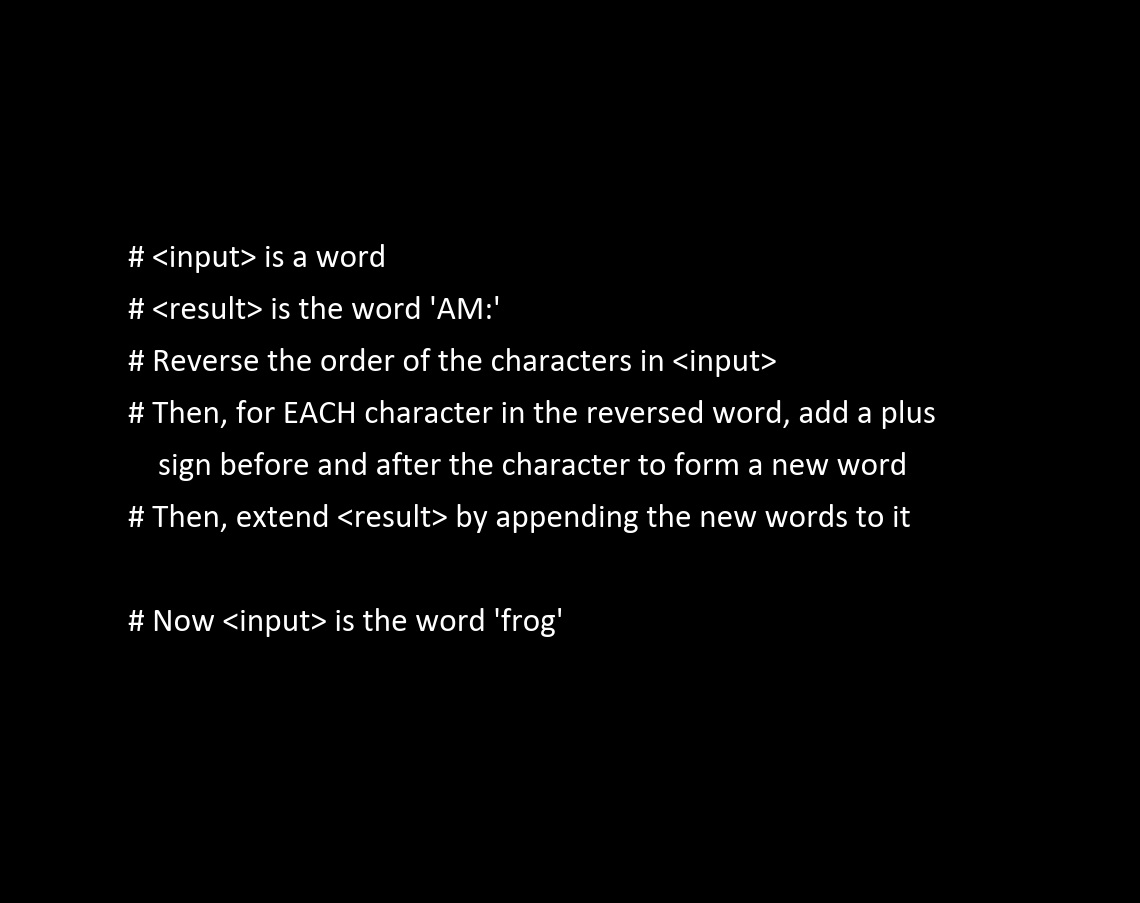 # <input> is a word
# <result> is the word 'AM:'
# Reverse the order of the characters in <input>
# Then, for EACH character in the reversed word, add a plus
sign before and after the character to form a new word
# Then, extend <result> by appending the new words to it
# Now <input> is the word 'frog'